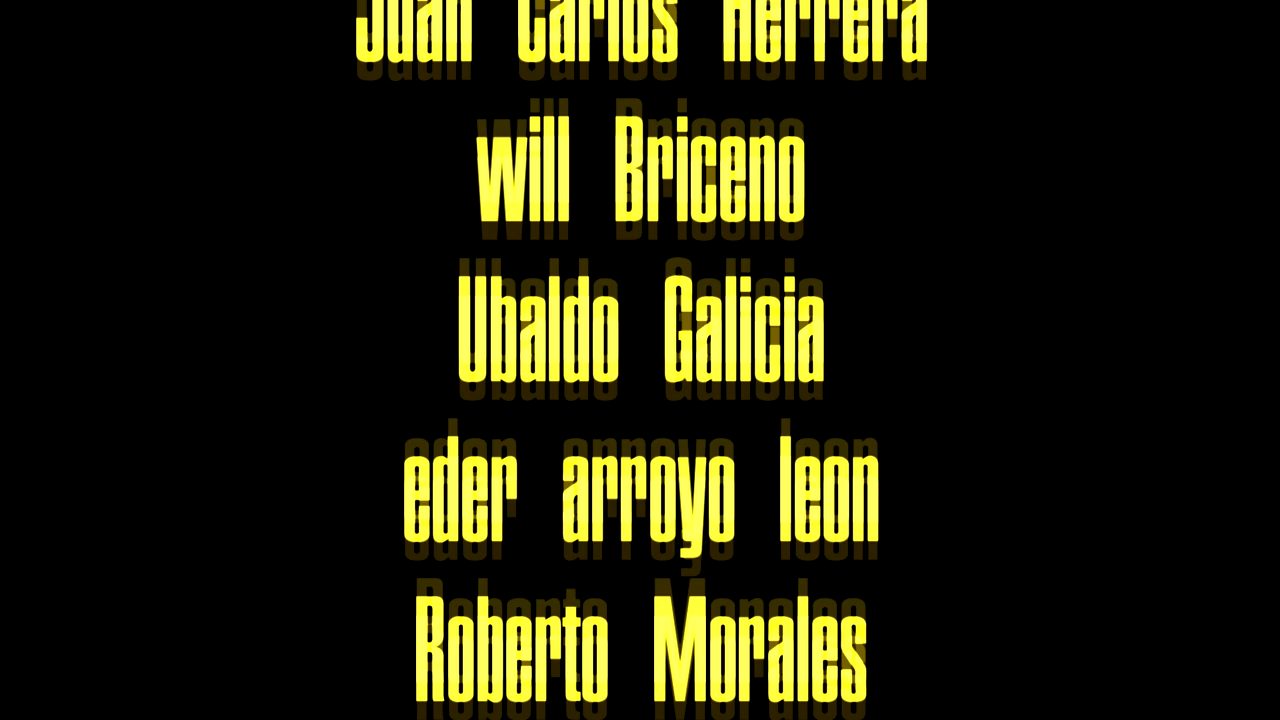 Juan Carlos Herrera
will Briceno
Ubaldo Galicia
eder arroyo leon
Roberto Morales